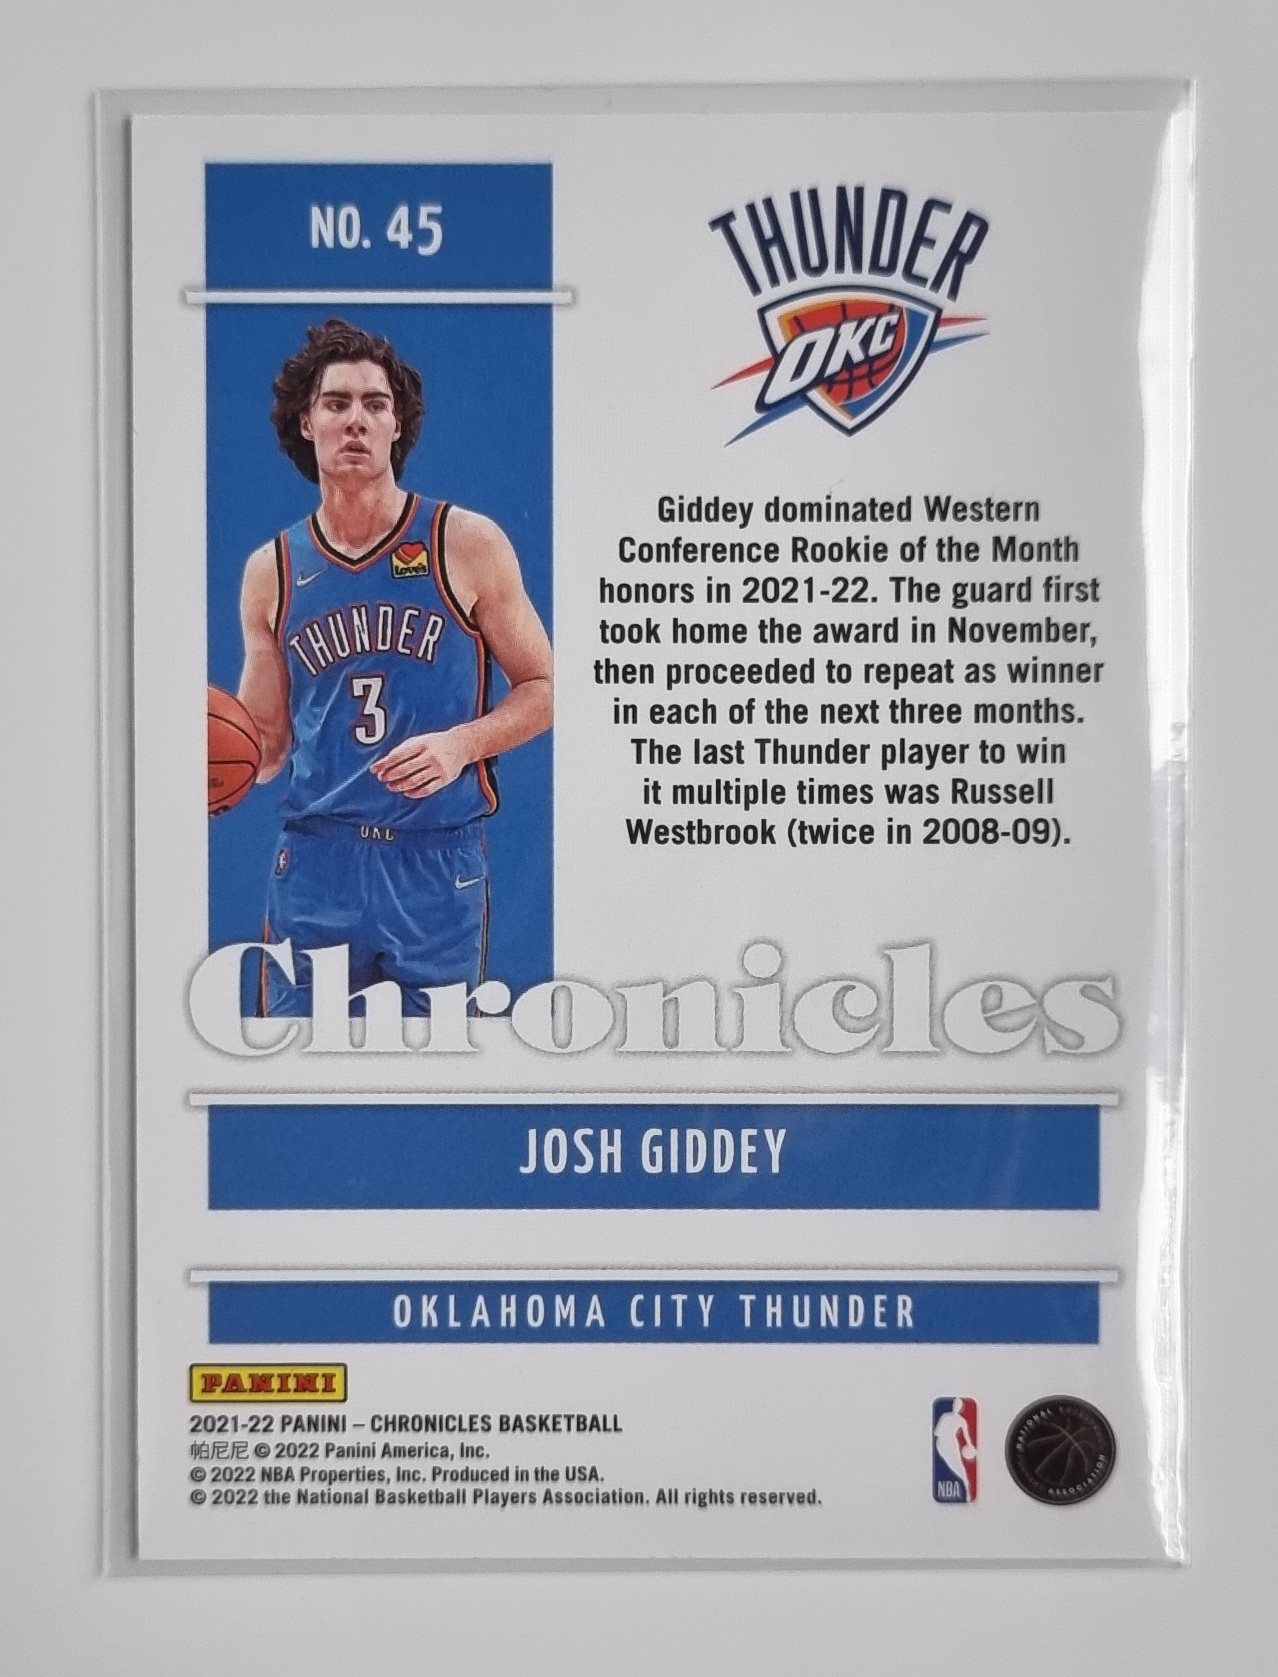 NO. 45
THUNDER
OKC
Love's
THUNDER
3
OKC
Giddey dominated Western
Conference Rookie of the Month
honors in 2021-22. The guard first
took home the award in November,
then proceeded to repeat as winner
in each of the next three months.
The last Thunder player to win
it multiple times was Russell
Westbrook (twice in 2008-09).
Chronicles
JOSH GIDDEY
OKLAHOMA CITY THUNDER
PANINI
2021-22 PANINI – CHRONICLES BASKETBALL
帕尼尼 © 2022 Panini America, Inc.
© 2022 NBA Properties, Inc. Produced in the USA.
© 2022 the National Basketball Players Association. All rights reserved.
NBA
NATIONAL
ASSOCIATION